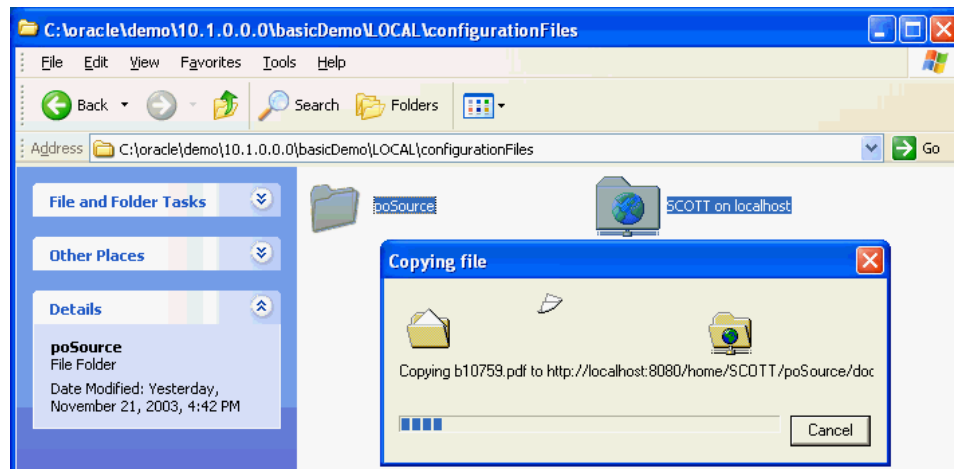 C:\oracle\demo\10.1.0.0.0\basicDemo\LOCAL\configurationFiles
File Edit View Favorites Tools Help
Back Search Folders
Address C:\oracle\demo\10.1.0.0.0\basicDemo\LOCAL\configurationFiles Go
File and Folder Tasks
Other Places
Details
poSource
File Folder
Date Modified: Yesterday,
November 21, 2003, 4:42 PM
poSource
SCOTT on localhost
Copying file
Copying b10759.pdf to http://localhost:8080/home/SCOTT/poSource/doc
Cancel